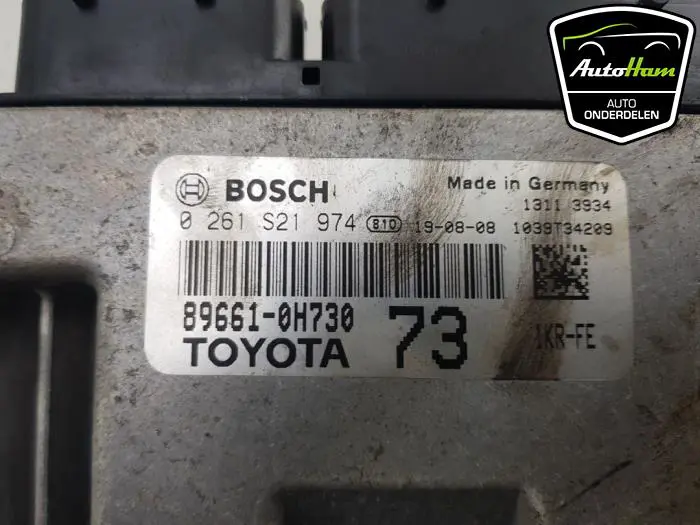 AutoHam
AUTO
ONDERDELEN
BOSCH
Made in Germany
1311 3934
0 261 S21 974 B10 19-08-08 1039T34209
89661-0H730
TOYOTA
73
1KR-FE